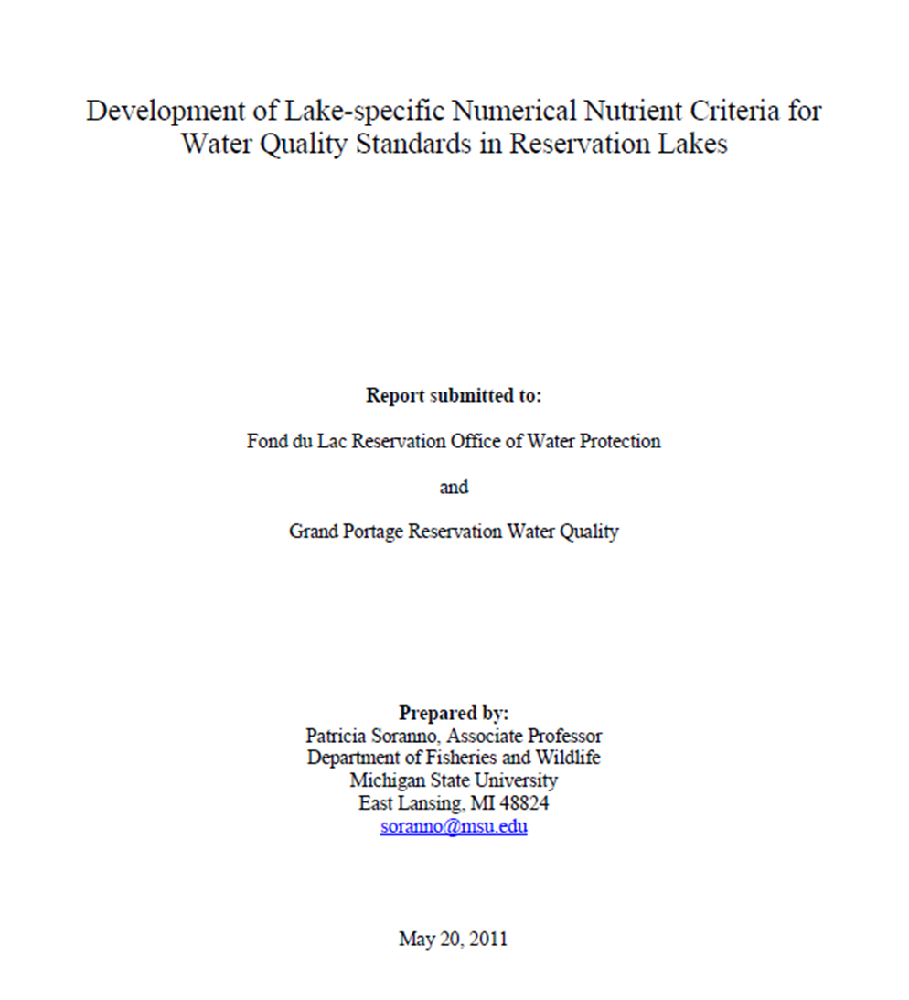 Development of Lake-specific Numerical Nutrient Criteria for
Water Quality Standards in Reservation Lakes
Report submitted to:
Fond du Lac Reservation Office of Water Protection
and
Grand Portage Reservation Water Quality
Prepared by:
Patricia Soranno, Associate Professor
Department of Fisheries and Wildlife
Michigan State University
East Lansing, MI 48824
soranno@msu.edu
May 20, 2011